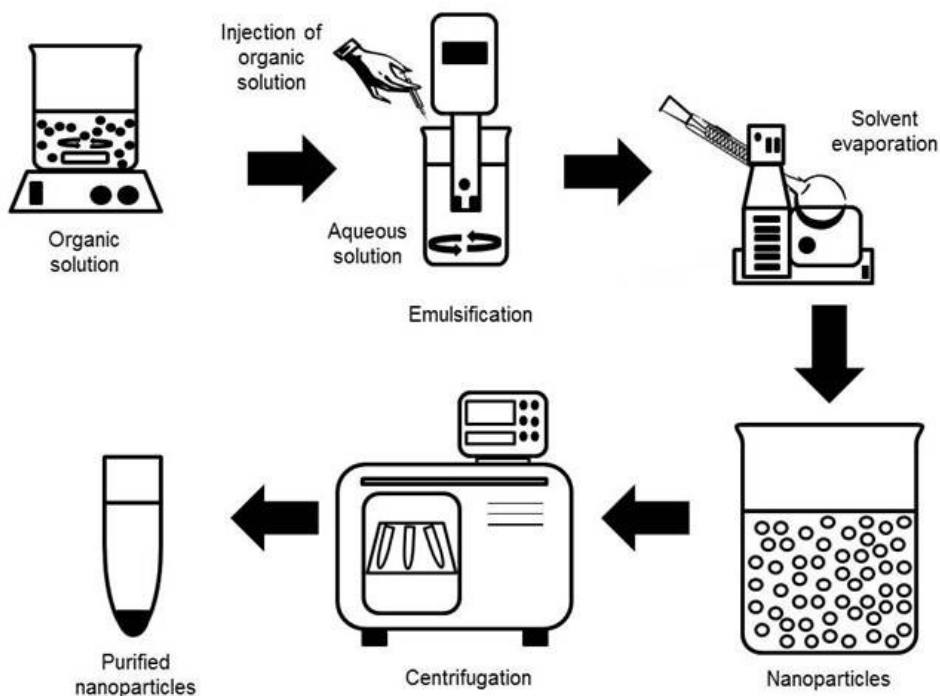 Injection of
organic
solution
Organic
solution
Aqueous
solution
Emulsification
Solvent
evaporation
Nanoparticles
Centrifugation
Purified
nanoparticles